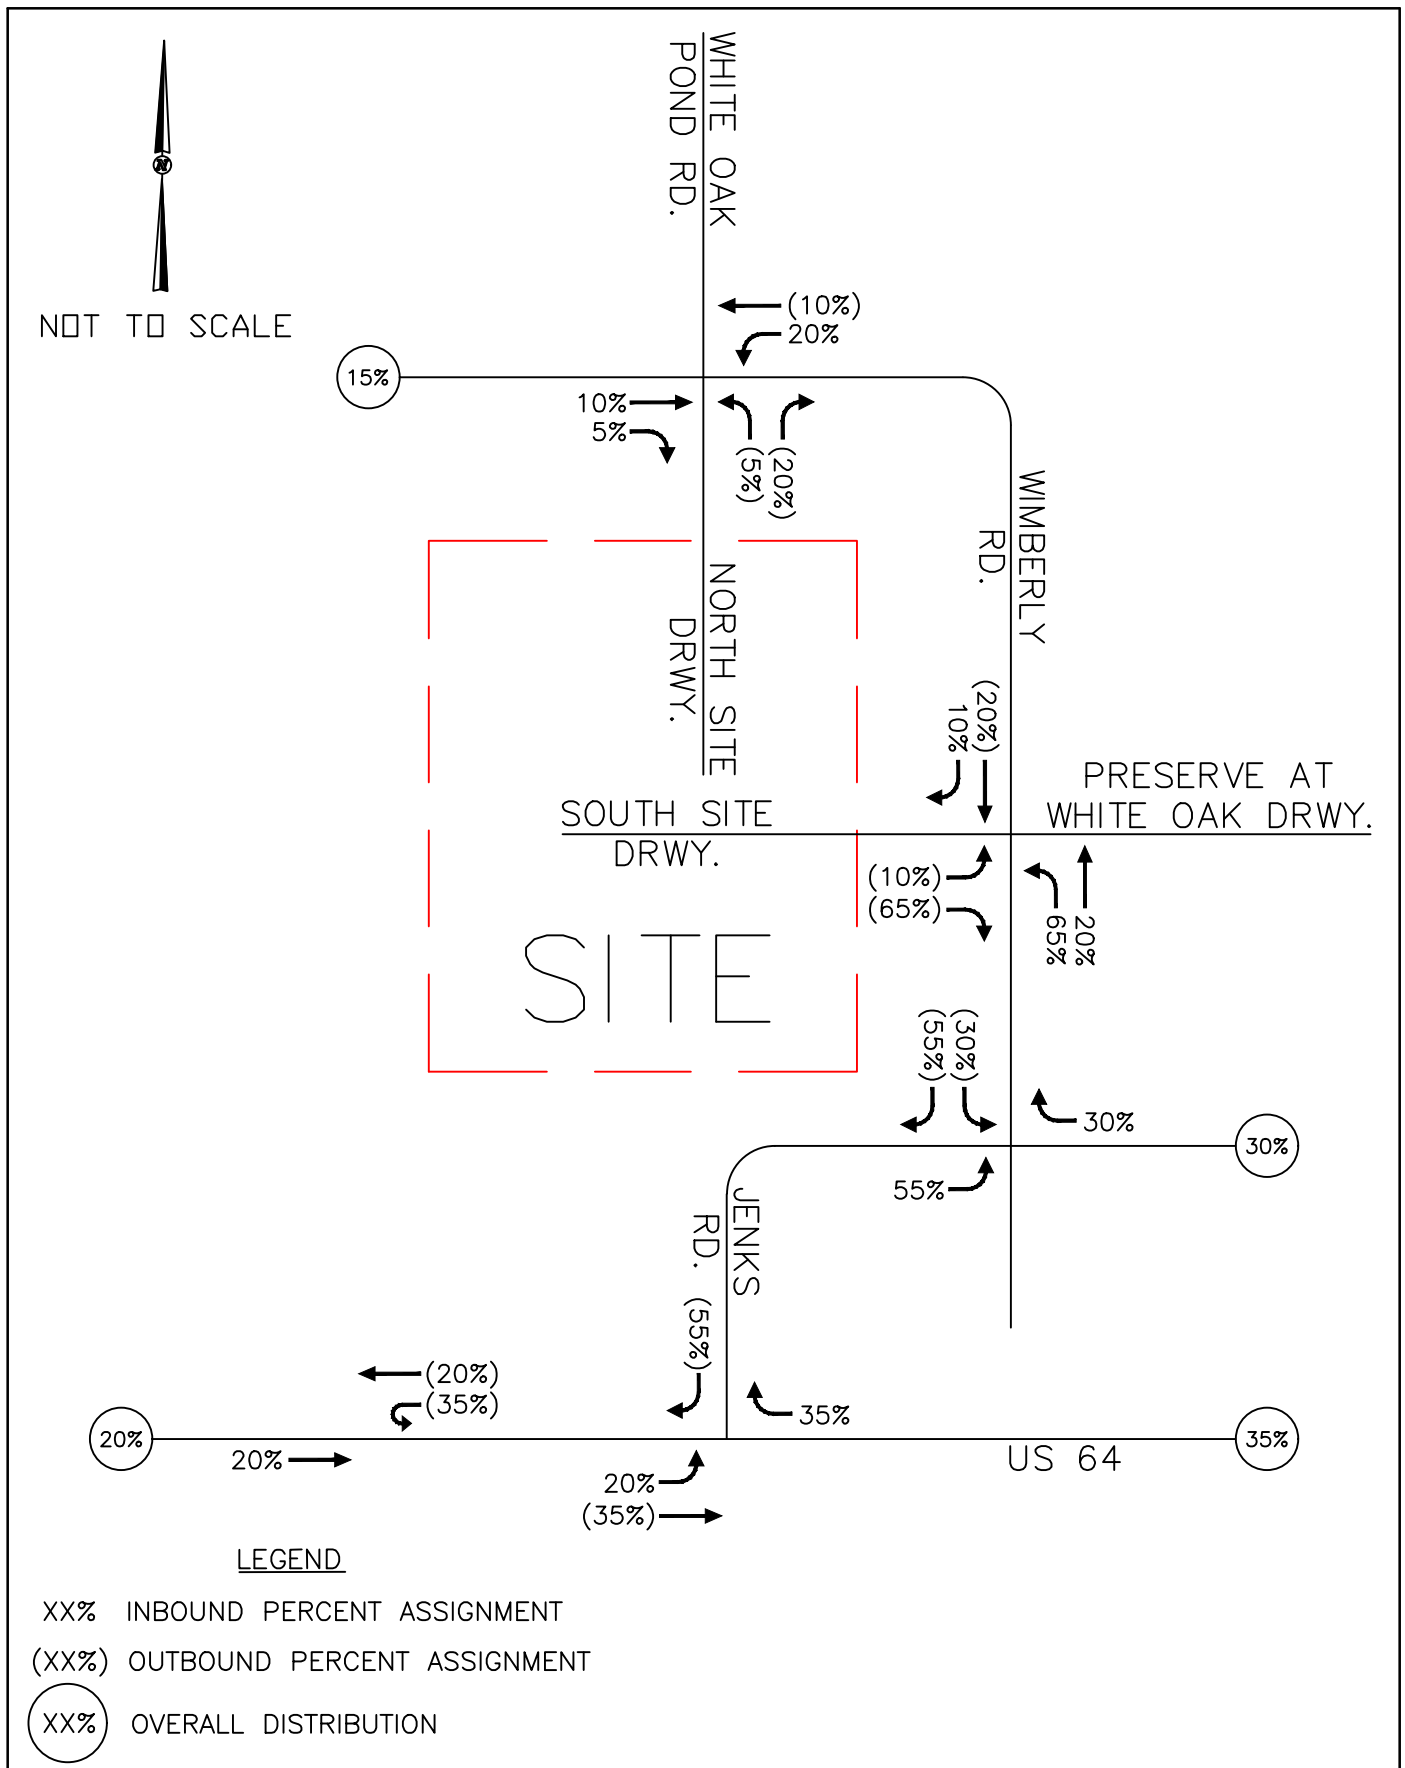 WHITE OAK
POND RD.
N
NOT TO SCALE
(10%)
20%
15%
10%
5%
(5%)
(20%)
WIMBERLY
RD.
NORTH SITE
DRWY.
(20%)
10%
PRESERVE AT
WHITE OAK DRWY.
SOUTH SITE
DRWY.
(10%)
(65%)
65%
20%
SITE
(55%)
(30%)
30%
30%
55%
JENKS
RD.
(55%)
(20%)
(35%)
35%
20%
35%
20%
US 64
20%
(35%)
LEGEND
XX% INBOUND PERCENT ASSIGNMENT
(XX%) OUTBOUND PERCENT ASSIGNMENT
XX% OVERALL DISTRIBUTION